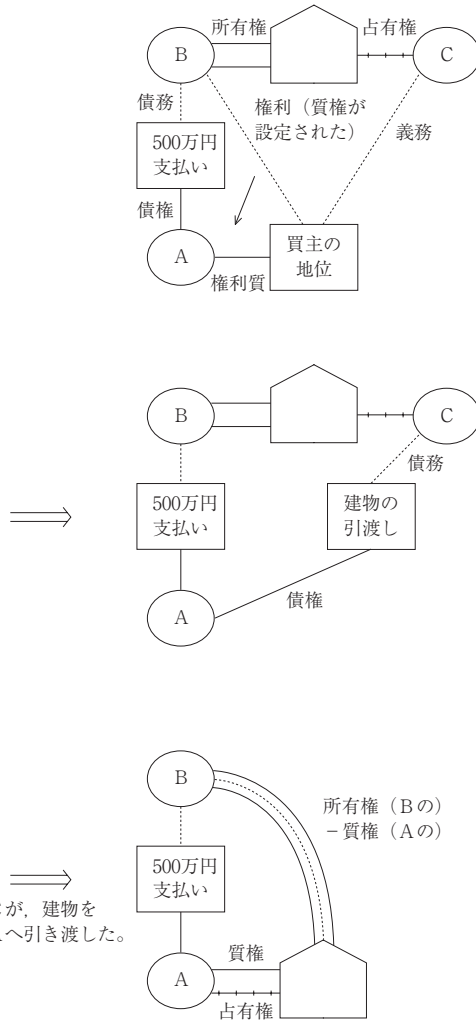 所有権
占有権
B
C
債務
権利（質権が
設定された）
義務
500万円
支払い
債権
A
買主の
地位
権利質
B
C
債務
500万円
支払い
建物の
引渡し
債権
A
B
所有権（Bの）
－質権（Aの）
500万円
支払い
が，建物を
へ引き渡した。
質権
A
占有権